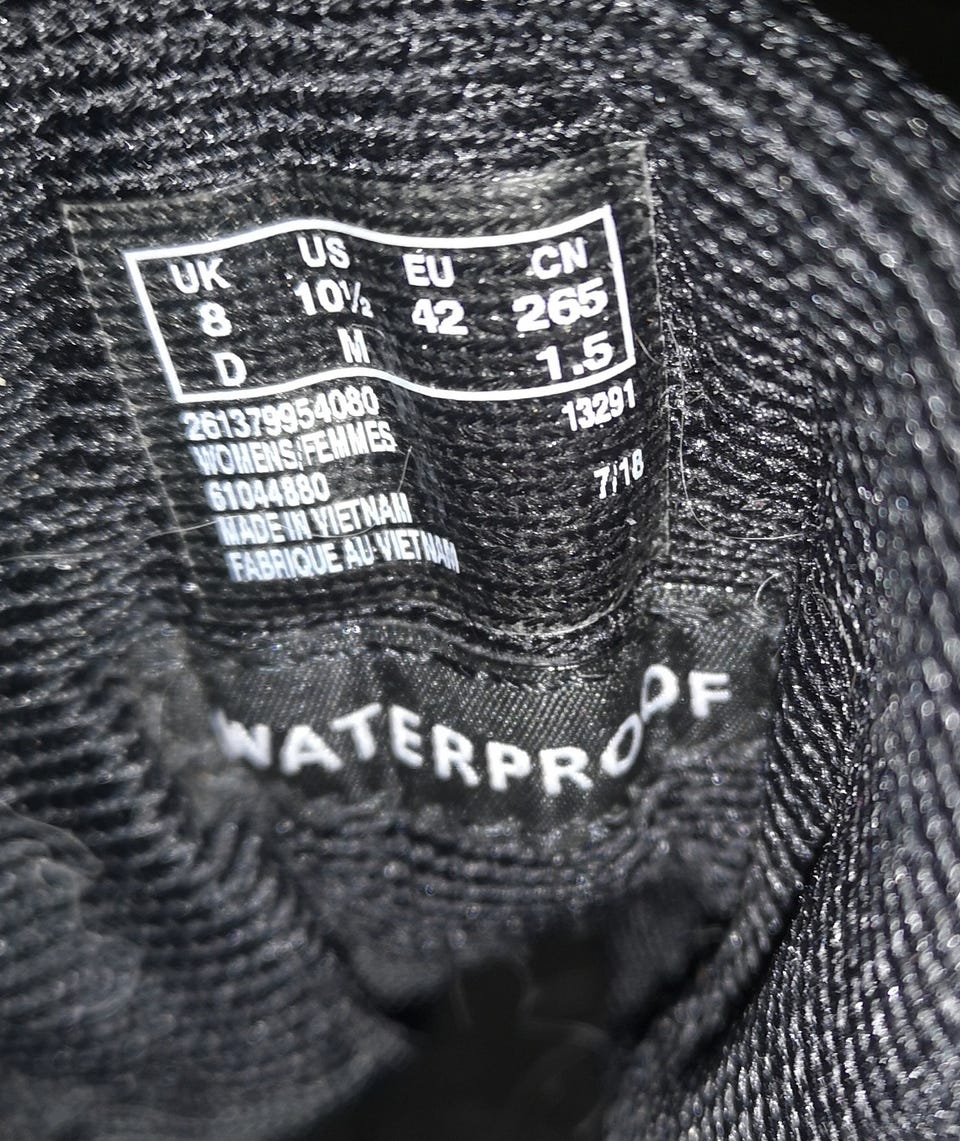 UK US EU CN
8 10½ 42 265
D M 1.5
261379954080 13291
WOMENS/FEMMES
61044880 7/18
MADE IN VIETNAM
FABRIQUE AU VIETNAM
WATERPROOF